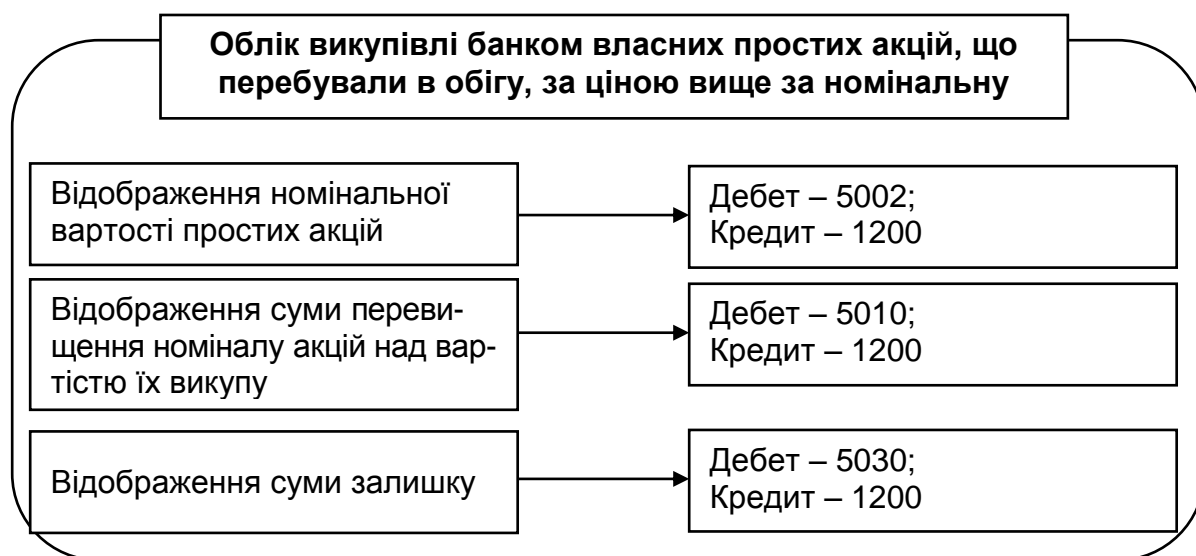 Облік викупівлі банком власних простих акцій, що
перебували в обігу, за ціною вище за номінальну
Відображення номінальної
вартості простих акцій
Дебет – 5002;
Кредит – 1200
Відображення суми переви-
щення номіналу акцій над вар-
тістю їх викупу
Дебет – 5010;
Кредит – 1200
Відображення суми залишку
Дебет – 5030;
Кредит – 1200